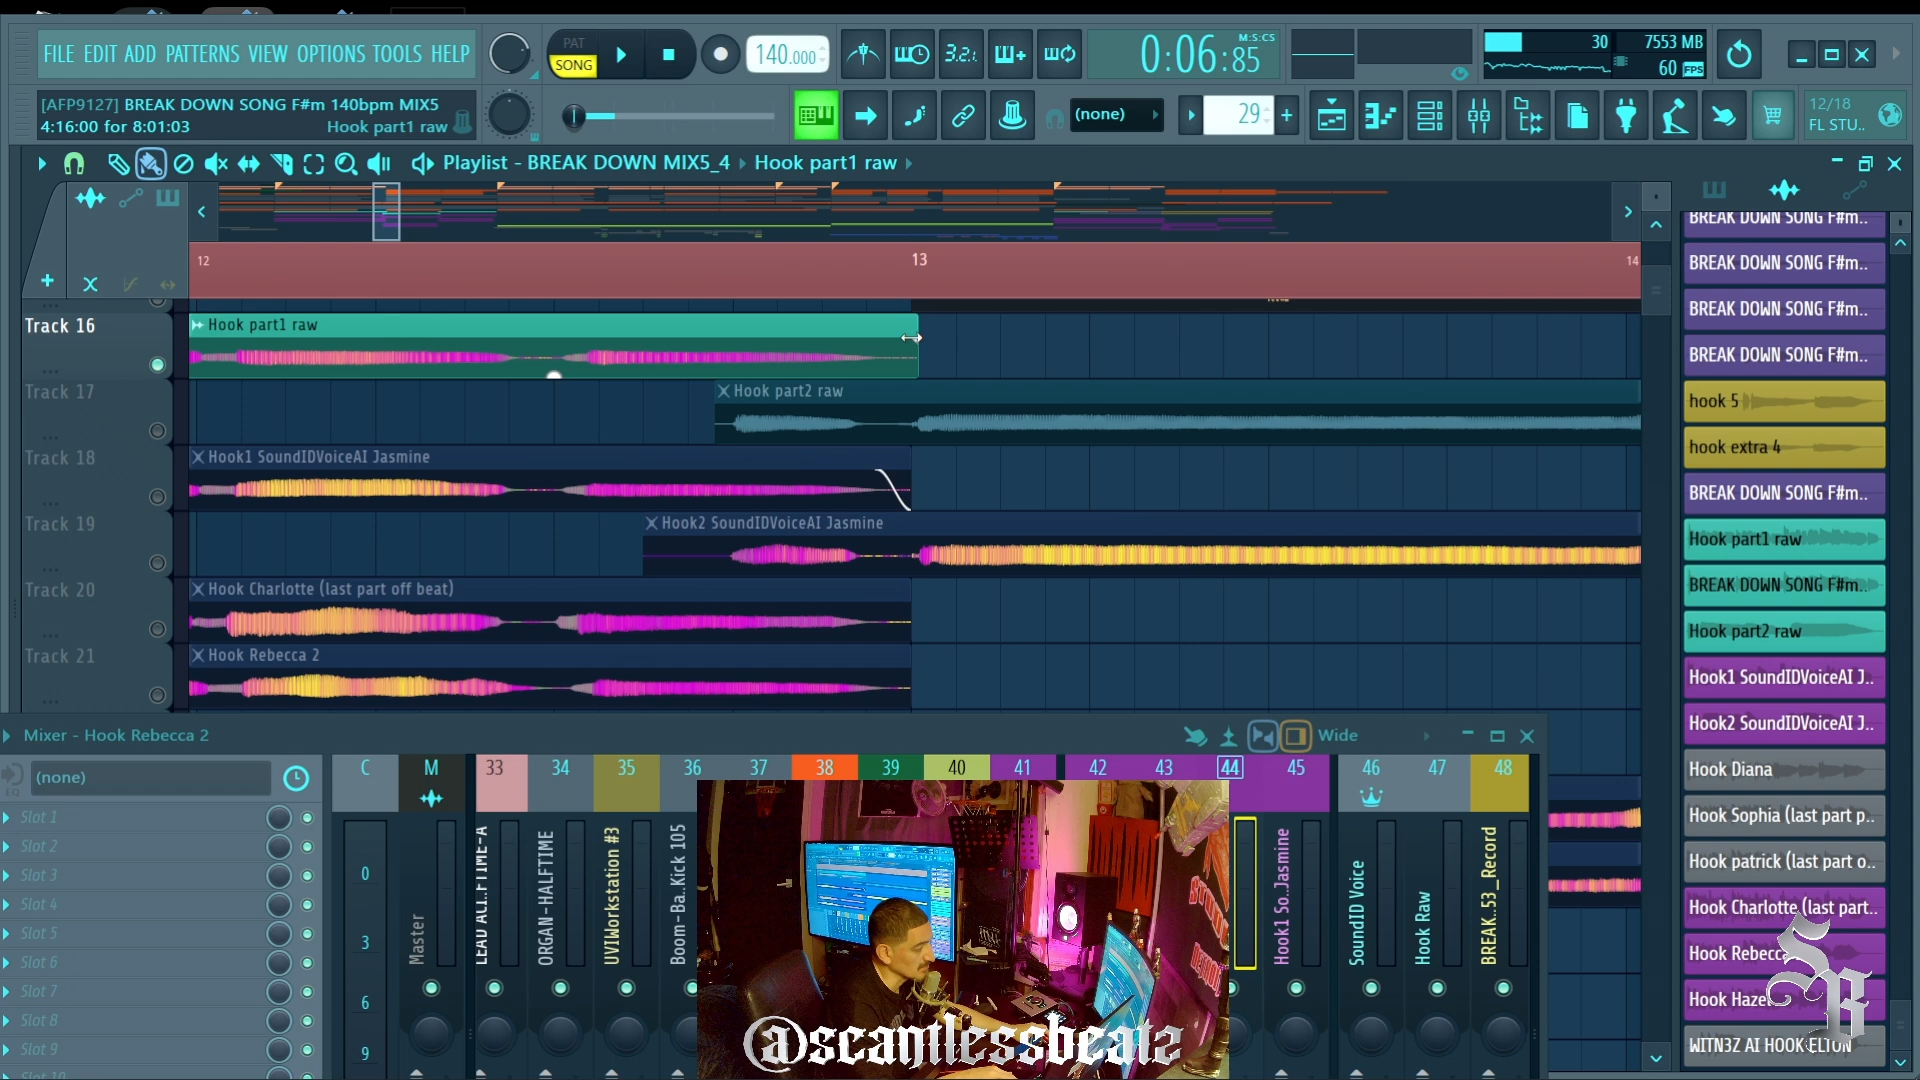 FILE EDIT ADD PATTERNS VIEW OPTIONS TOOLS HELP
PAT
SONG
140.000
3.2.
0:06:85
M:S:CS
30
7553 MB
60 FPS
[AFP9127] BREAK DOWN SONG F#m 140bpm MIX5
4:16:00 for 8:01:03
Hook part1 raw
(none)
29
12/18
FL STU..
Playlist - BREAK DOWN MIX5_4 Hook part1 raw
12
13
14
Track 16
Hook part1 raw
Track 17
Hook part2 raw
Track 18
Hook1 SoundIDVoiceAI Jasmine
Track 19
Hook2 SoundIDVoiceAI Jasmine
Track 20
Hook Charlotte (last part off beat)
Track 21
Hook Rebecca 2
BREAK DOWN SONG F#m..
BREAK DOWN SONG F#m..
BREAK DOWN SONG F#m..
BREAK DOWN SONG F#m..
hook 5
hook extra 4
BREAK DOWN SONG F#m..
Hook part1 raw
BREAK DOWN SONG F#m..
Hook part2 raw
Hook1 SoundIDVoiceAI J..
Hook2 SoundIDVoiceAI J..
Hook Diana
Hook Sophia (last part p..
Hook patrick (last part o..
Hook Charlotte (last part..
Hook Rebecc
Hook Haze
WITN3Z AI HOOK ELTON
Mixer - Hook Rebecca 2
Wide
(none)
EQ
Slot 1
Slot 2
Slot 3
Slot 4
Slot 5
Slot 6
Slot 7
Slot 8
Slot 9
Slot 10
C
M
33
34
35
36
37
38
39
40
41
42
43
44
45
46
47
48
0
3
6
9
Master
ORGAN-HALFTIME
UVIWorkstation #3
Boom-Ba..Kick 105
Hook1 So..Jasmine
SoundID Voice
Hook Raw
BREAK..53_Record
@scantlessbeatz
SB